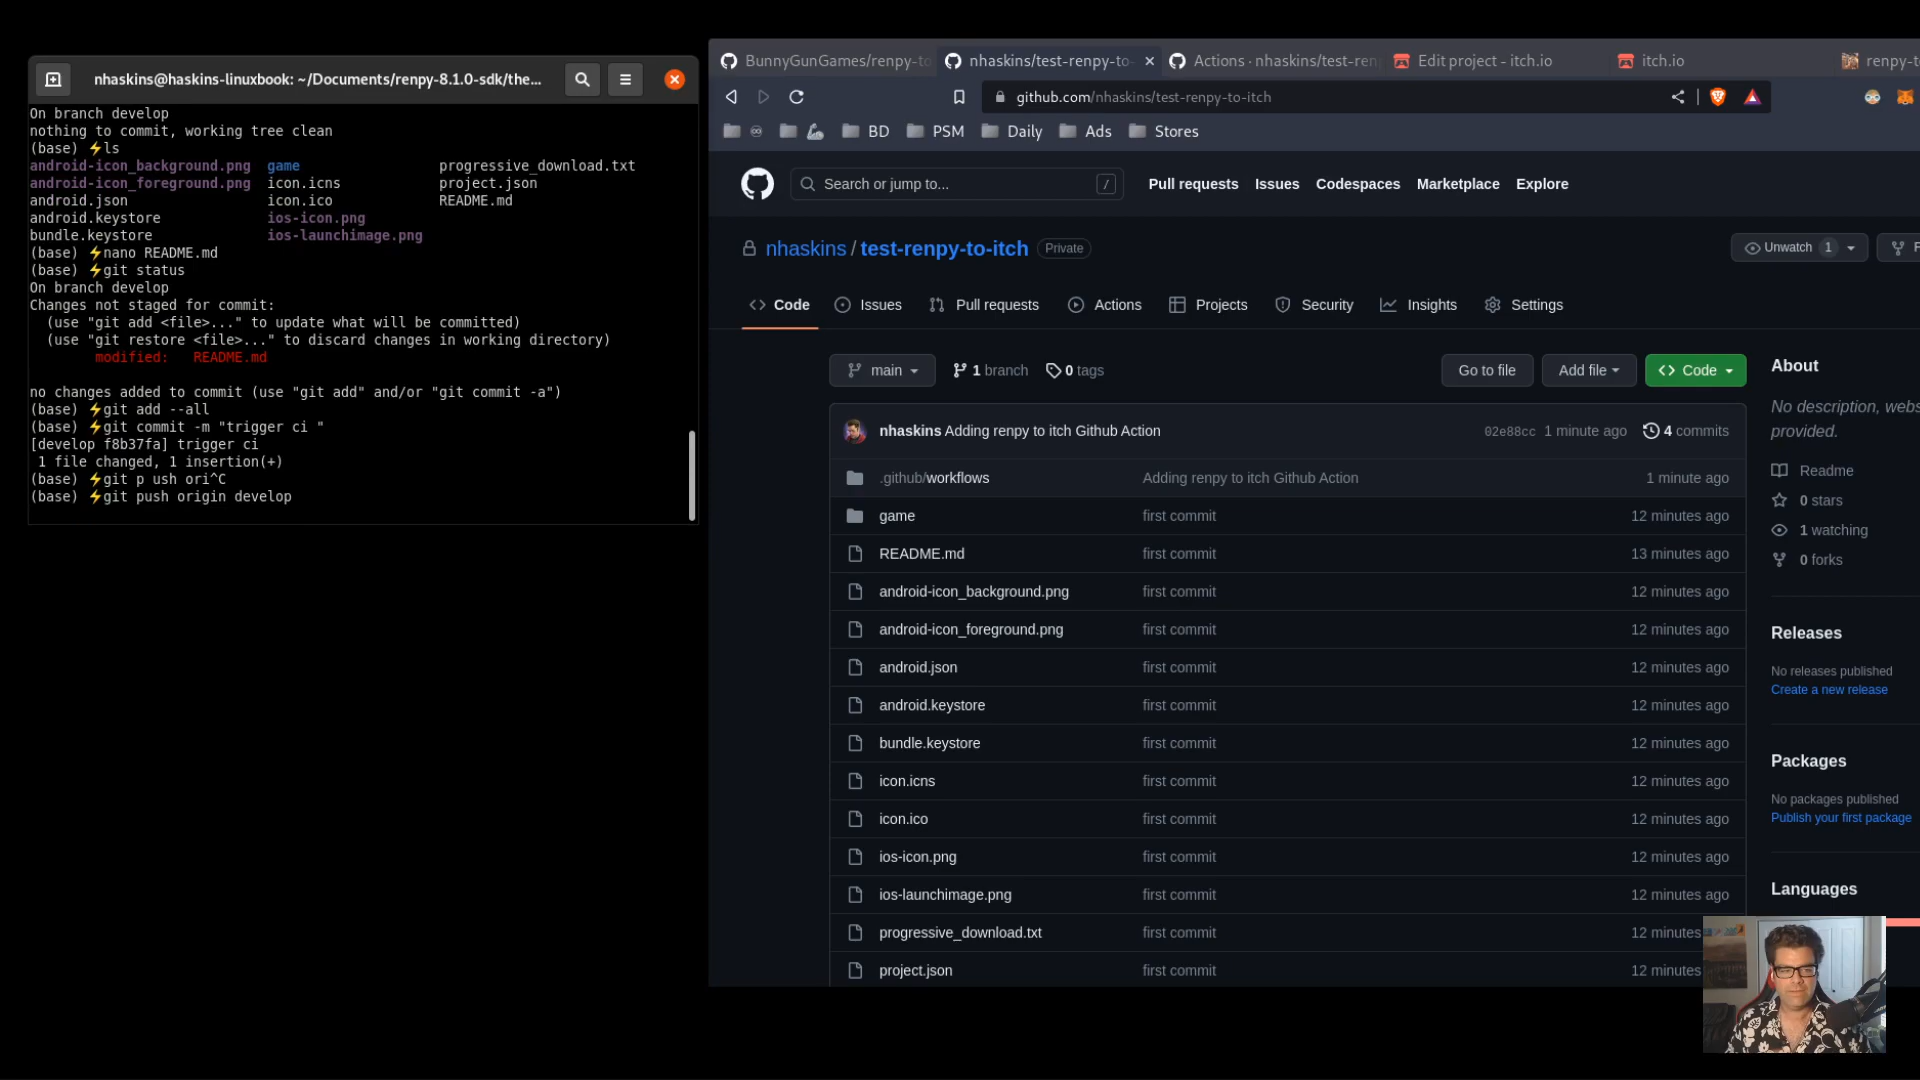 nhaskins@haskins-linuxbook: ~/Documents/renpy-8.1.0-sdk/the...
On branch develop
nothing to commit, working tree clean
(base) ⚡ls
android-icon_background.png game progressive_download.txt
android-icon_foreground.png icon.icns project.json
android.json icon.ico README.md
android.keystore ios-icon.png
bundle.keystore ios-launchimage.png
(base) ⚡nano README.md
(base) ⚡git status
On branch develop
Changes not staged for commit:
(use "git add <file>..." to update what will be committed)
(use "git restore <file>..." to discard changes in working directory)
modified: README.md
no changes added to commit (use "git add" and/or "git commit -a")
(base) ⚡git add --all
(base) ⚡git commit -m "trigger ci "
[develop f8b37fa] trigger ci
1 file changed, 1 insertion(+)
(base) ⚡git p ush ori^C
(base) ⚡git push origin develop
BunnyGunGames/renpy-to nhaskins/test-renpy-to- Actions · nhaskins/test-ren Edit project - itch.io itch.io renpy-to
github.com/nhaskins/test-renpy-to-itch
BD PSM Daily Ads Stores
Search or jump to... / Pull requests Issues Codespaces Marketplace Explore
nhaskins / test-renpy-to-itch Private Unwatch 1 F
Code Issues Pull requests Actions Projects Security Insights Settings
main 1 branch 0 tags Go to file Add file Code
nhaskins Adding renpy to itch Github Action 02e88cc 1 minute ago 4 commits
.github/workflows Adding renpy to itch Github Action 1 minute ago
game first commit 12 minutes ago
README.md first commit 13 minutes ago
android-icon_background.png first commit 12 minutes ago
android-icon_foreground.png first commit 12 minutes ago
android.json first commit 12 minutes ago
android.keystore first commit 12 minutes ago
bundle.keystore first commit 12 minutes ago
icon.icns first commit 12 minutes ago
icon.ico first commit 12 minutes ago
ios-icon.png first commit 12 minutes ago
ios-launchimage.png first commit 12 minutes ago
progressive_download.txt first commit 12 minutes
project.json first commit 12 minutes
About
No description, webs
provided.
Readme
0 stars
1 watching
0 forks
Releases
No releases published
Create a new release
Packages
No packages published
Publish your first package
Languages